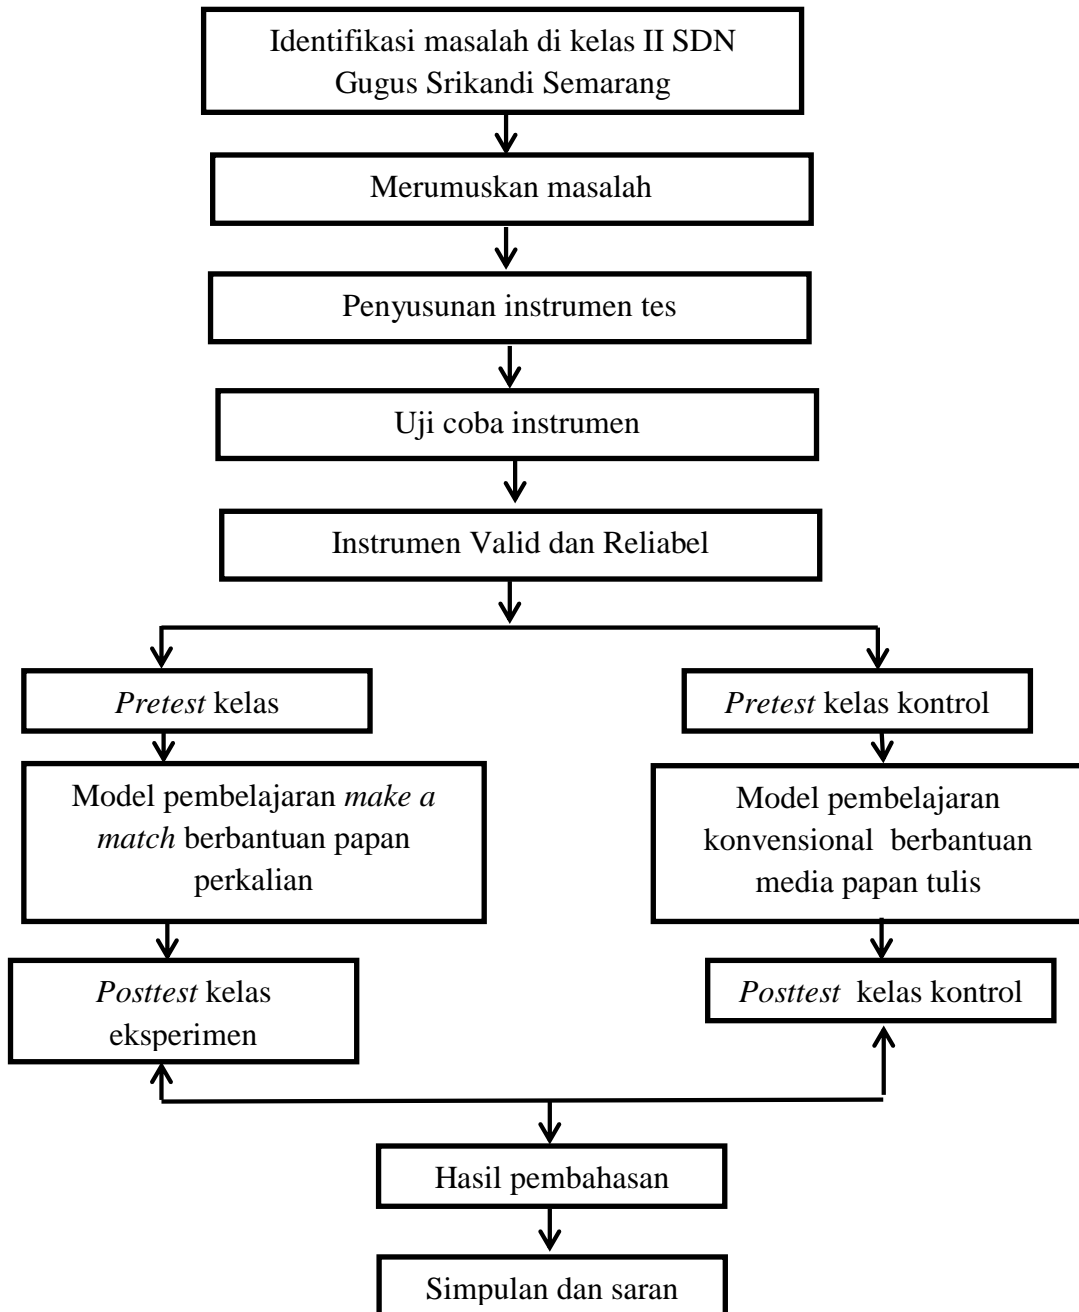 Identifikasi masalah di kelas II SDN
Gugus Srikandi Semarang
Merumuskan masalah
Penyusunan instrumen tes
Uji coba instrumen
Instrumen Valid dan Reliabel
Pretest kelas
Pretest kelas kontrol
Model pembelajaran make a
match berbantuan papan
perkalian
Model pembelajaran
konvensional berbantuan
media papan tulis
Posttest kelas
eksperimen
Posttest kelas kontrol
Hasil pembahasan
Simpulan dan saran